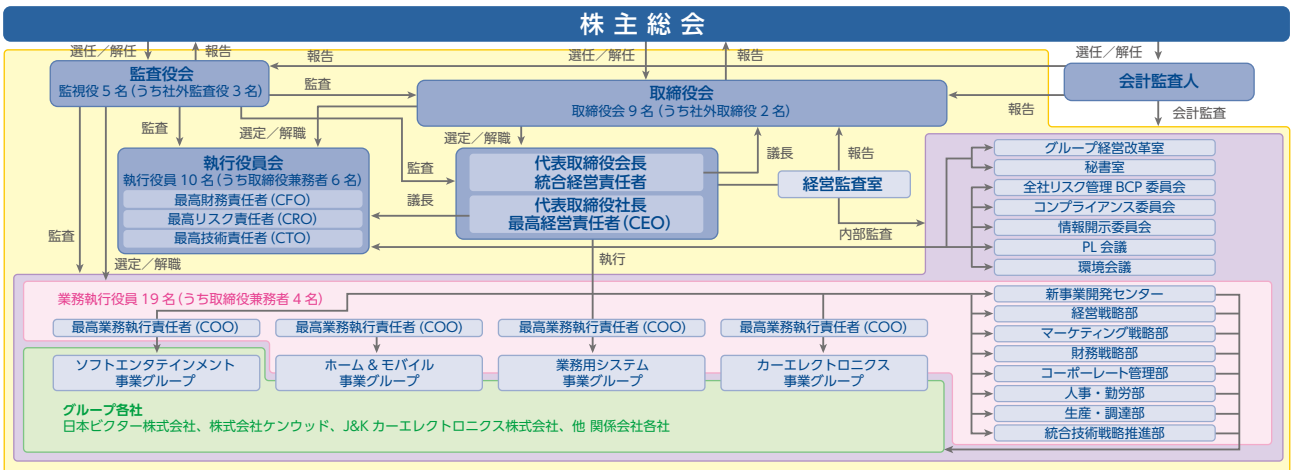 株主総会
選任／解任
報告
報告
選任／解任
報告
選任／解任
監査役会
監視役 5 名 (うち社外監査役 3 名)
監査
取締役会
取締役会 9 名 (うち社外取締役 2 名)
会計監査人
報告
会計監査
監査
選定／解職
選定／解職
監査
議長
報告
執行役員会
執行役員 10 名 (うち取締役兼務者 6 名)
最高財務責任者 (CFO)
最高リスク責任者 (CRO)
最高技術責任者 (CTO)
議長
代表取締役会長
統合経営責任者
代表取締役社長
最高経営責任者 (CEO)
経営監査室
内部監査
グループ経営改革室
秘書室
全社リスク管理 BCP 委員会
コンプライアンス委員会
情報開示委員会
PL 会議
環境会議
監査
選定／解職
執行
業務執行役員 19 名 (うち取締役兼務者 4 名)
最高業務執行責任者 (COO)
最高業務執行責任者 (COO)
最高業務執行責任者 (COO)
最高業務執行責任者 (COO)
ソフトエンタテインメント
事業グループ
ホーム & モバイル
事業グループ
業務用システム
事業グループ
カーエレクトロニクス
事業グループ
新事業開発センター
経営戦略部
マーケティング戦略部
財務戦略部
コーポーレート管理部
人事・勤労部
生産・調達部
統合技術戦略推進部
グループ各社
日本ビクター株式会社、株式会社ケンウッド、J&K カーエレクトロニクス株式会社、他 関係会社各社